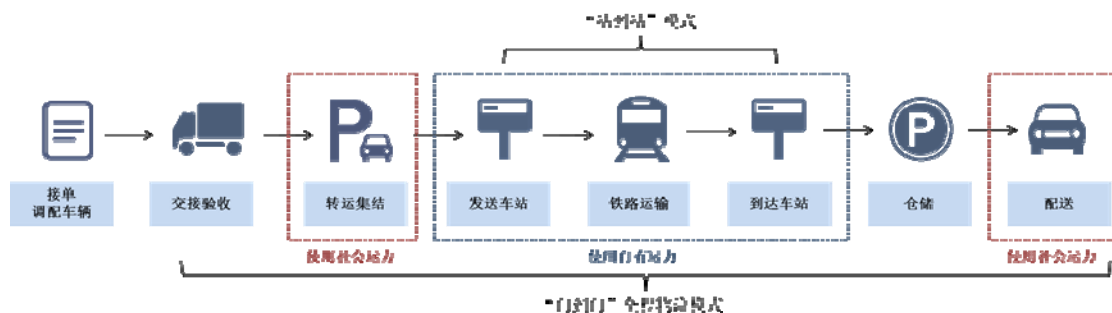 “站到站”模式
接单
调配车辆
交接验收
转运集结
发送车站
铁路运输
到达车站
仓储
配送
使用社会运力
使用自有运力
使用社会运力
“门到门”全程物流模式